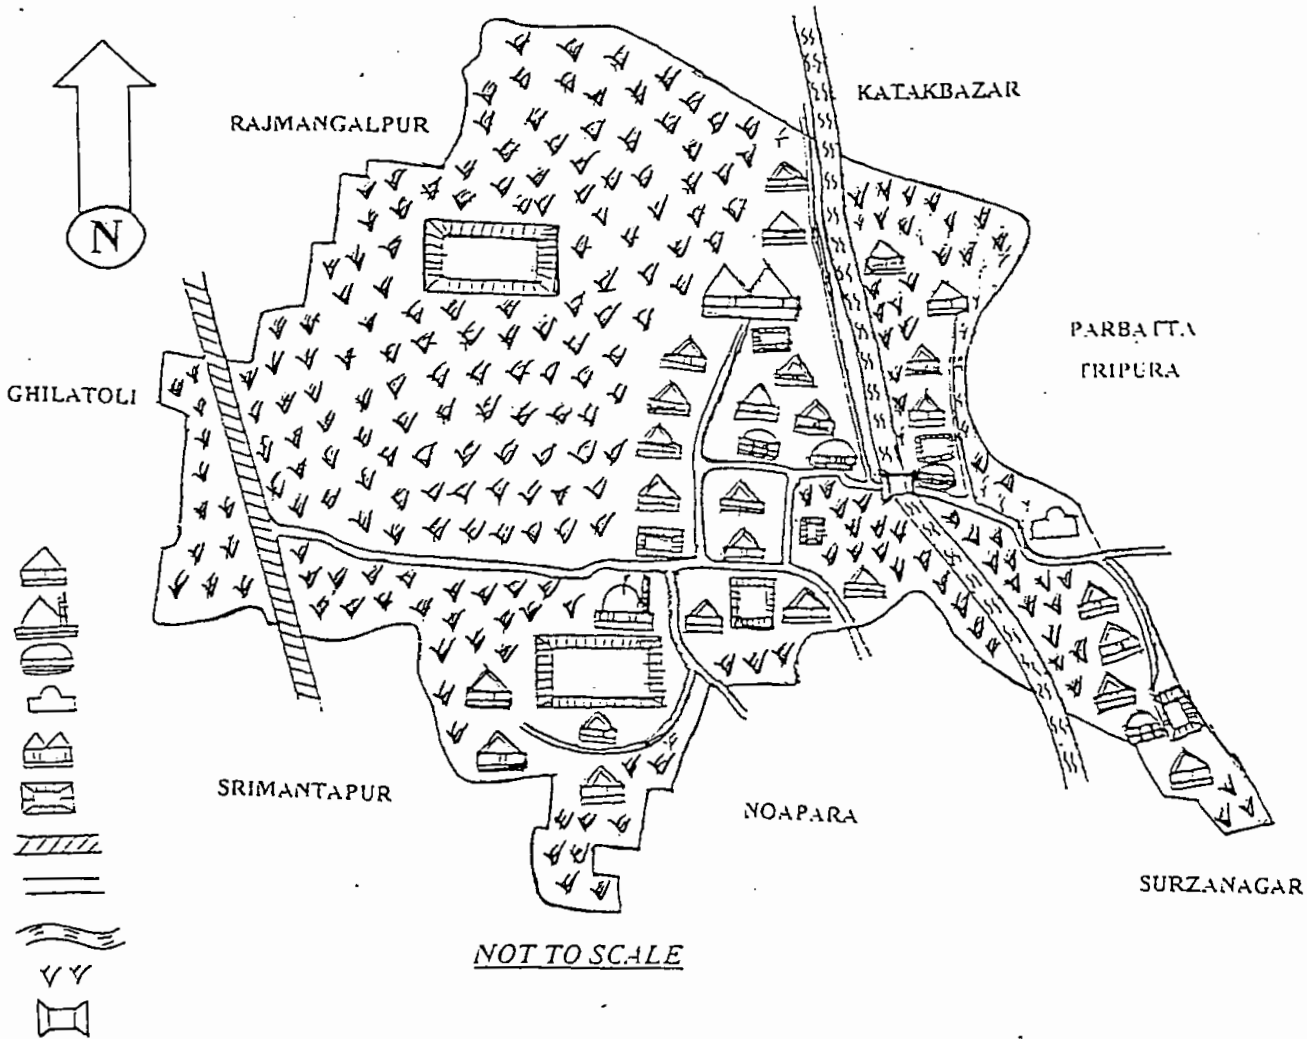 KATAKBAZAR
RAJMANGALPUR
N
PARBATTA
TRIPURA
GHILATOLI
SRIMANTAPUR
NOAPARA
SURZANAGAR
NOT TO SCALE